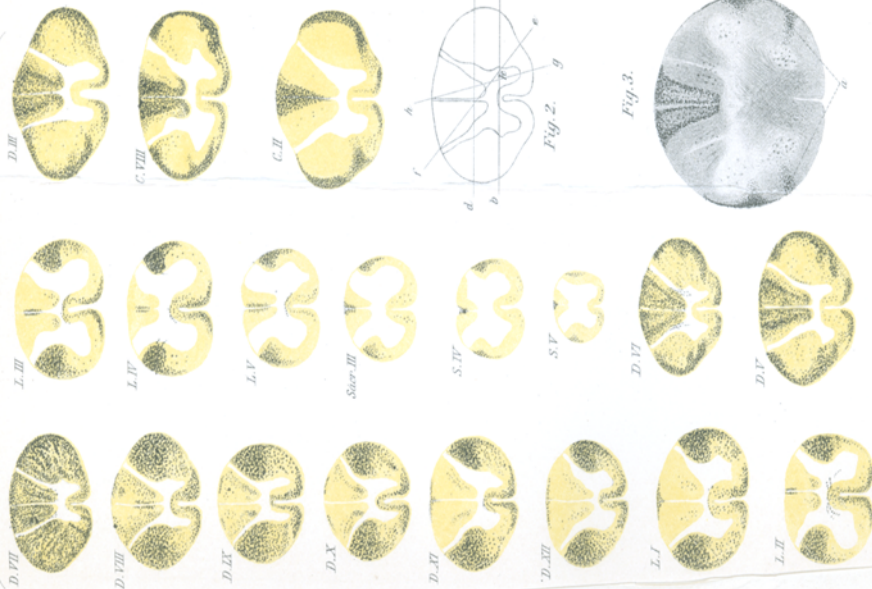 D.III
C.VIII
C.II
e
g
k
h
f
d
b
Fig. 2.
Fig. 3.
a
L.III
L.IV
L.V
Sacr.III
S.IV
S.V
D.VI
D.V
D.VII
D.VIII
D.IX
D.X
D.XI
D.XII
L.I
L.II